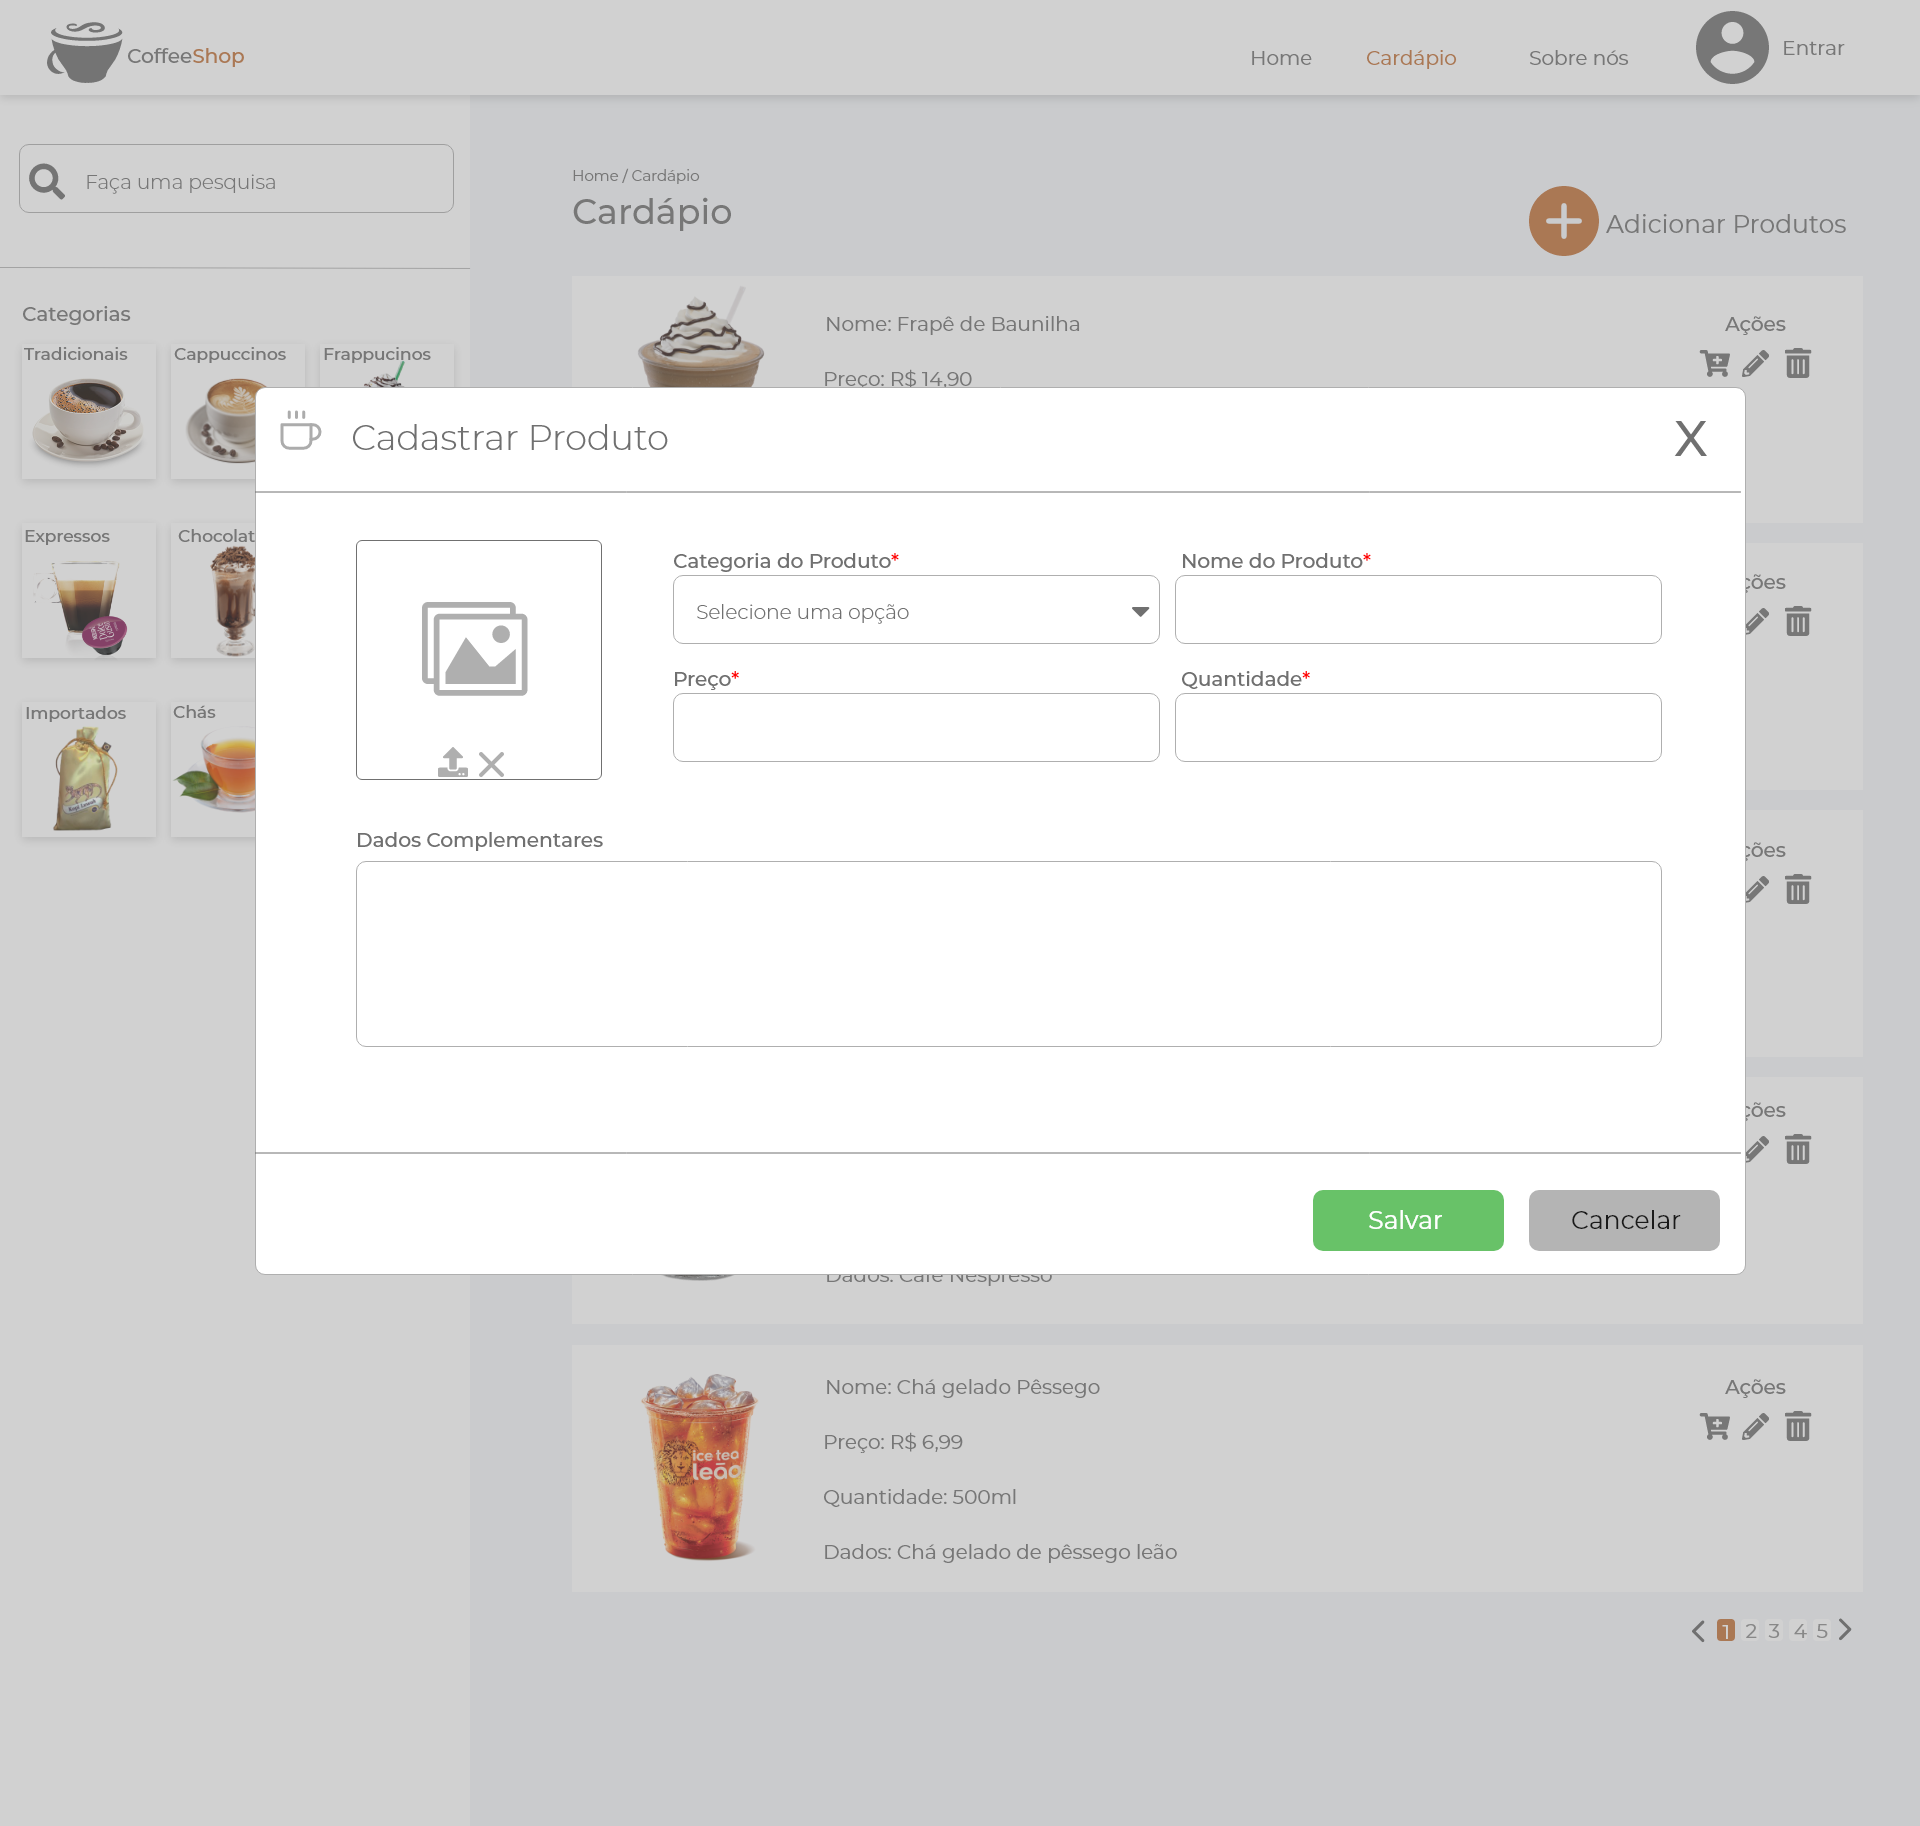 CoffeeShop
Home
Cardápio
Sobre nós
Entrar
Faça uma pesquisa
Categorias
Tradicionais
Cappuccinos
Frappucinos
Expressos
Chocolat
Importados
Chás
Home / Cardápio
Cardápio
Adicionar Produtos
Nome: Frapê de Baunilha
Preço: R$ 14,90
Ações
Cadastrar Produto
X
Categoria do Produto*
Nome do Produto*
Selecione uma opção
Preço*
Quantidade*
Dados Complementares
Salvar
Cancelar
ções
ções
ções
Dados: Café Nespresso
Nome: Chá gelado Pêssego
Preço: R$ 6,99
Quantidade: 500ml
Dados: Chá gelado de pêssego leão
Ações
ice tea
leão
1 2 3 4 5